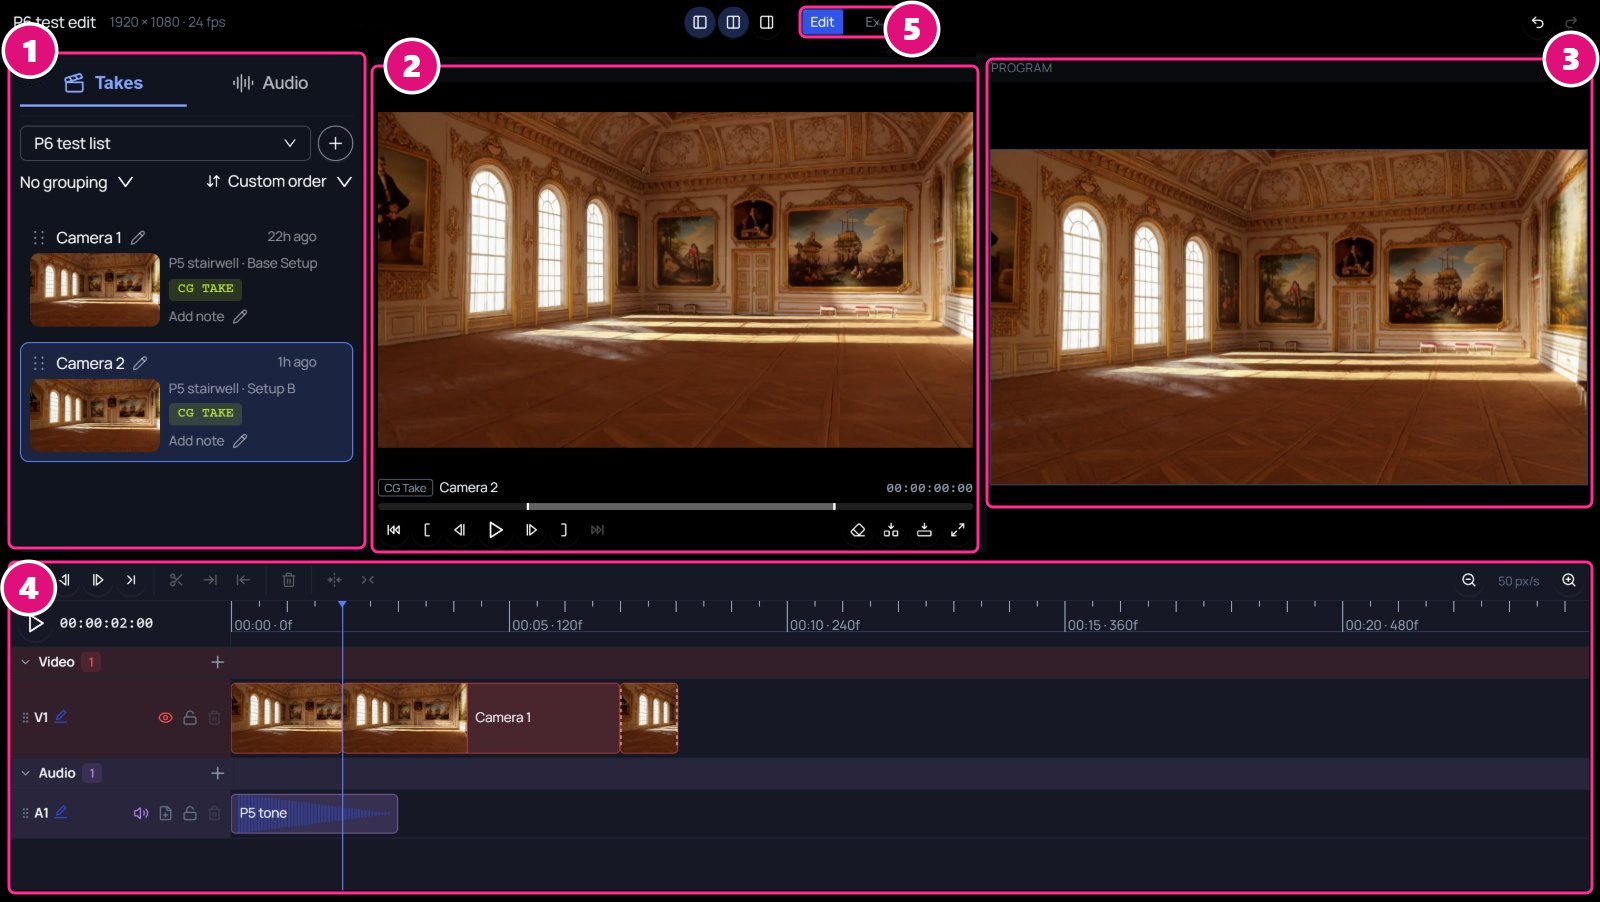 P6 test edit 1920 × 1080 · 24 fps
Edit Ex
1
2
3
4
5
Takes Audio
P6 test list
No grouping Custom order
Camera 1 22h ago
P5 stairwell · Base Setup
CG TAKE
Add note
Camera 2 1h ago
P5 stairwell · Setup B
CG TAKE
Add note
CG Take Camera 2 00:00:00:00
PROGRAM
50 px/s
00:00:02:00
00:00 · 0f 00:05 · 120f 00:10 · 240f 00:15 · 360f 00:20 · 480f
Video 1
V1 Camera 1
Audio 1
A1 P5 tone